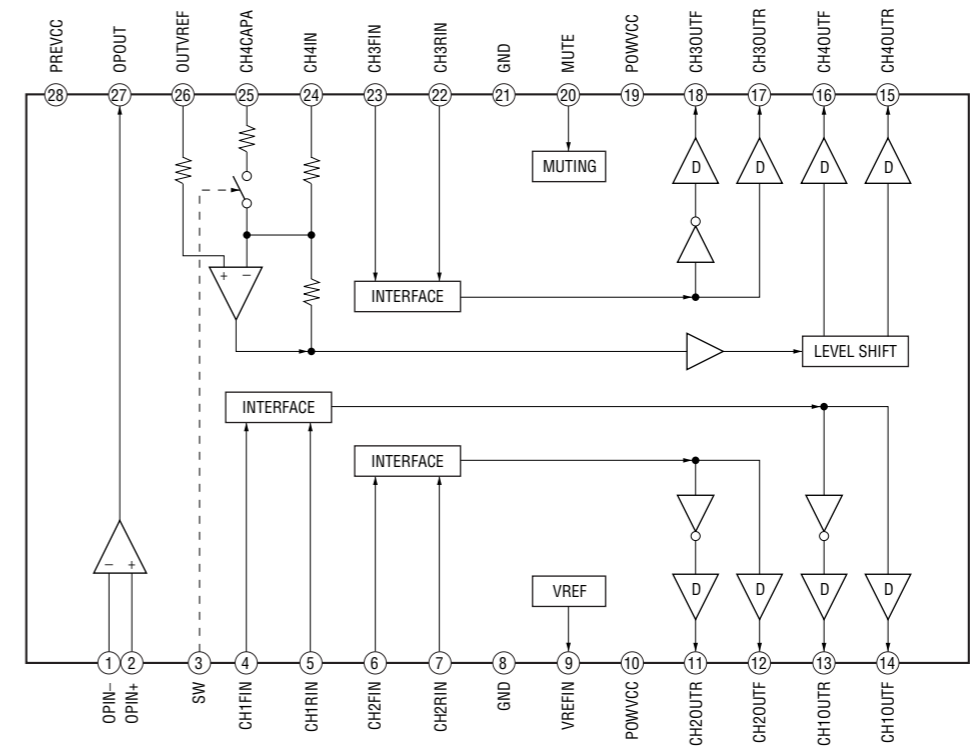 PREVCC
OPOUT
OUTVREF
CH4CAPA
CH4IN
CH3FIN
CH3RIN
GND
MUTE
POWVCC
CH3OUTF
CH3OUTR
CH4OUTF
CH4OUTR
28 27 26 25 24 23 22 21 20 19 18 17 16 15
MUTING
D D D D
+ −
INTERFACE
LEVEL SHIFT
INTERFACE
INTERFACE
− +
VREF
D D D D
1 2 3 4 5 6 7 8 9 10 11 12 13 14
OPIN−
OPIN+
SW
CH1FIN
CH1RIN
CH2FIN
CH2RIN
GND
VREFIN
POWVCC
CH2OUTR
CH2OUTF
CH1OUTR
CH1OUTF